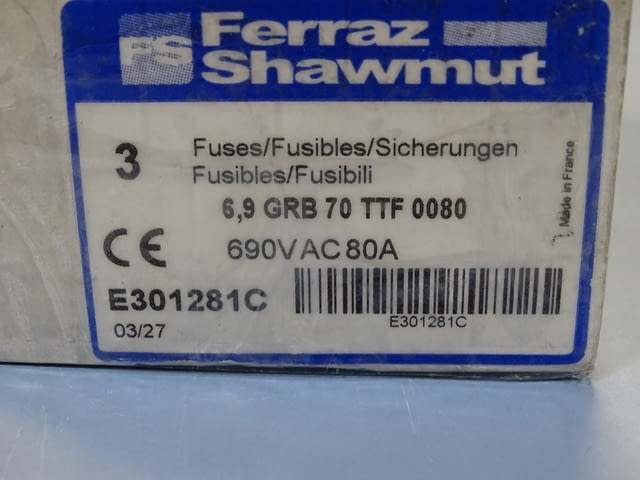 FS Ferraz
Shawmut
3 Fuses/Fusibles/Sicherungen
Fusibles/Fusibili
6,9 GRB 70 TTF 0080
690VAC80A
CE
E301281C
E301281C
03/27
Made in France